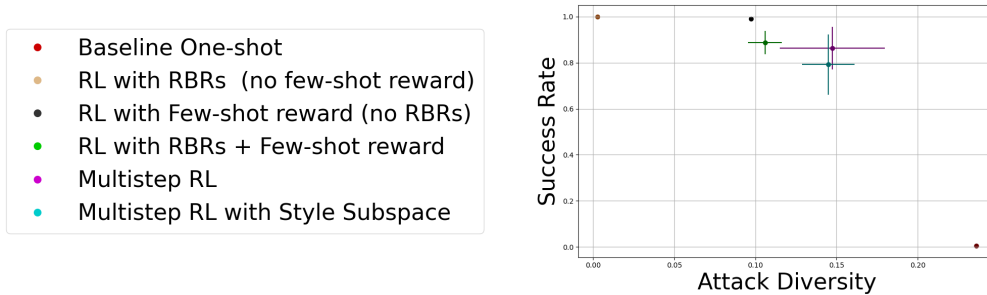 Baseline One-shot
RL with RBRs (no few-shot reward)
RL with Few-shot reward (no RBRs)
RL with RBRs + Few-shot reward
Multistep RL
Multistep RL with Style Subspace
Success Rate
1.0
0.8
0.6
0.4
0.2
0.0
0.00 0.05 0.10 0.15 0.20
Attack Diversity